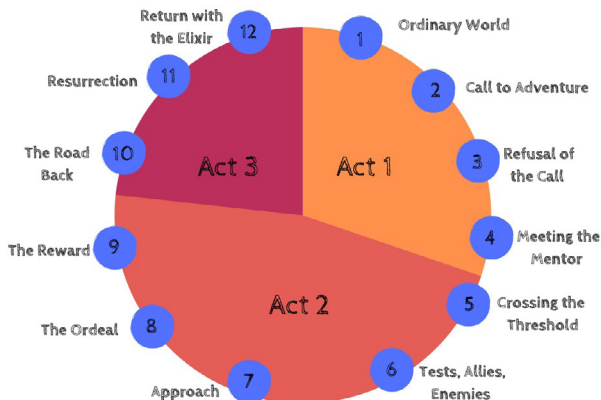 1
Ordinary World
2
Call to Adventure
3
Refusal of
the Call
4
Meeting the
Mentor
5
Crossing the
Threshold
6
Tests, Allies,
Enemies
7
Approach
8
The Ordeal
9
The Reward
10
The Road
Back
11
Resurrection
12
Return with
the Elixir
Act 1
Act 2
Act 3